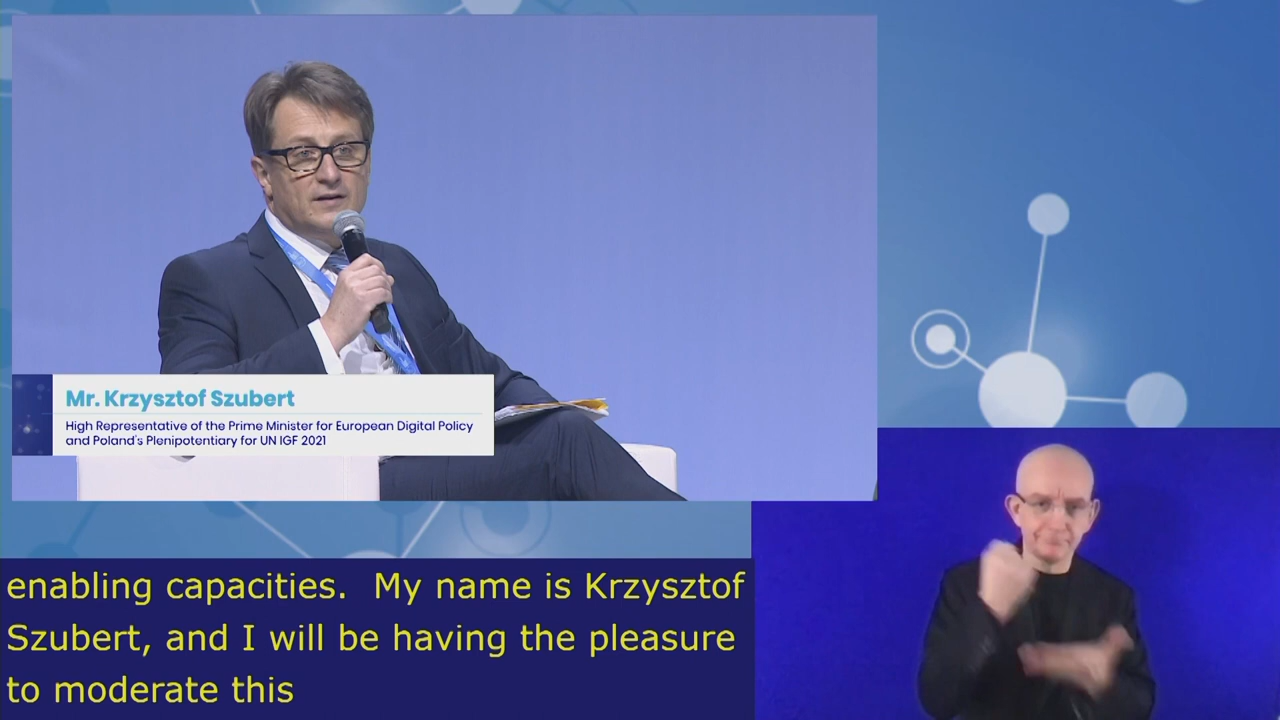 Mr. Krzysztof Szubert
High Representative of the Prime Minister for European Digital Policy
and Poland's Plenipotentiary for UN IGF 2021
enabling capacities.  My name is Krzysztof
Szubert, and I will be having the pleasure
to moderate this